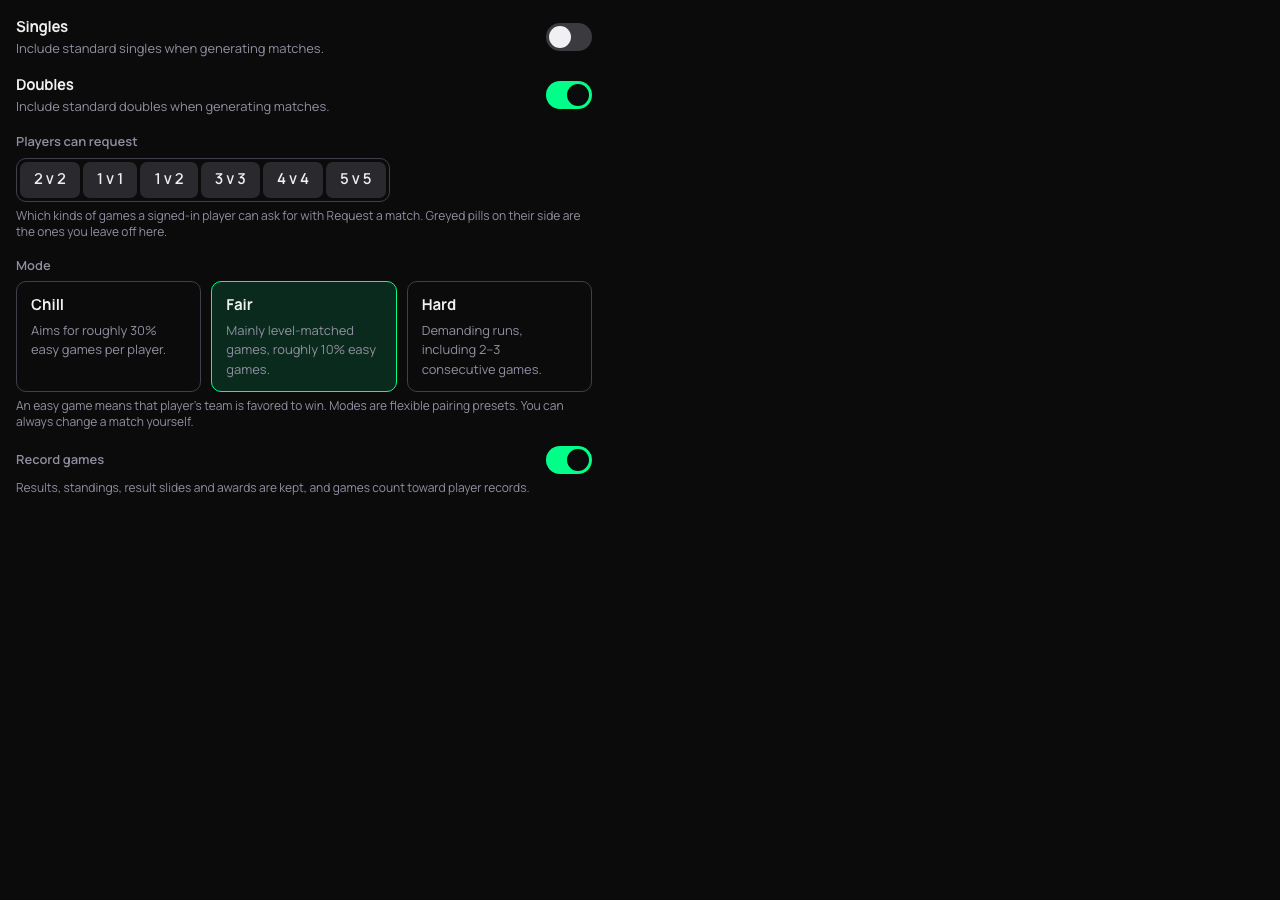 Singles
Include standard singles when generating matches.
Doubles
Include standard doubles when generating matches.
Players can request
2 v 2 1 v 1 1 v 2 3 v 3 4 v 4 5 v 5
Which kinds of games a signed-in player can ask for with Request a match. Greyed pills on their side are
the ones you leave off here.
Mode
Chill
Aims for roughly 30%
easy games per player.
Fair
Mainly level-matched
games, roughly 10% easy
games.
Hard
Demanding runs,
including 2–3
consecutive games.
An easy game means that player's team is favored to win. Modes are flexible pairing presets. You can
always change a match yourself.
Record games
Results, standings, result slides and awards are kept, and games count toward player records.